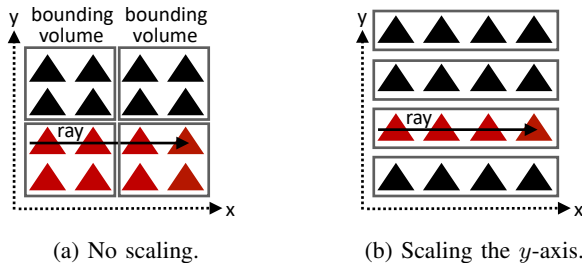 y
bounding bounding
volume volume
ray
x
(a) No scaling.
y
ray
x
(b) Scaling the y-axis.